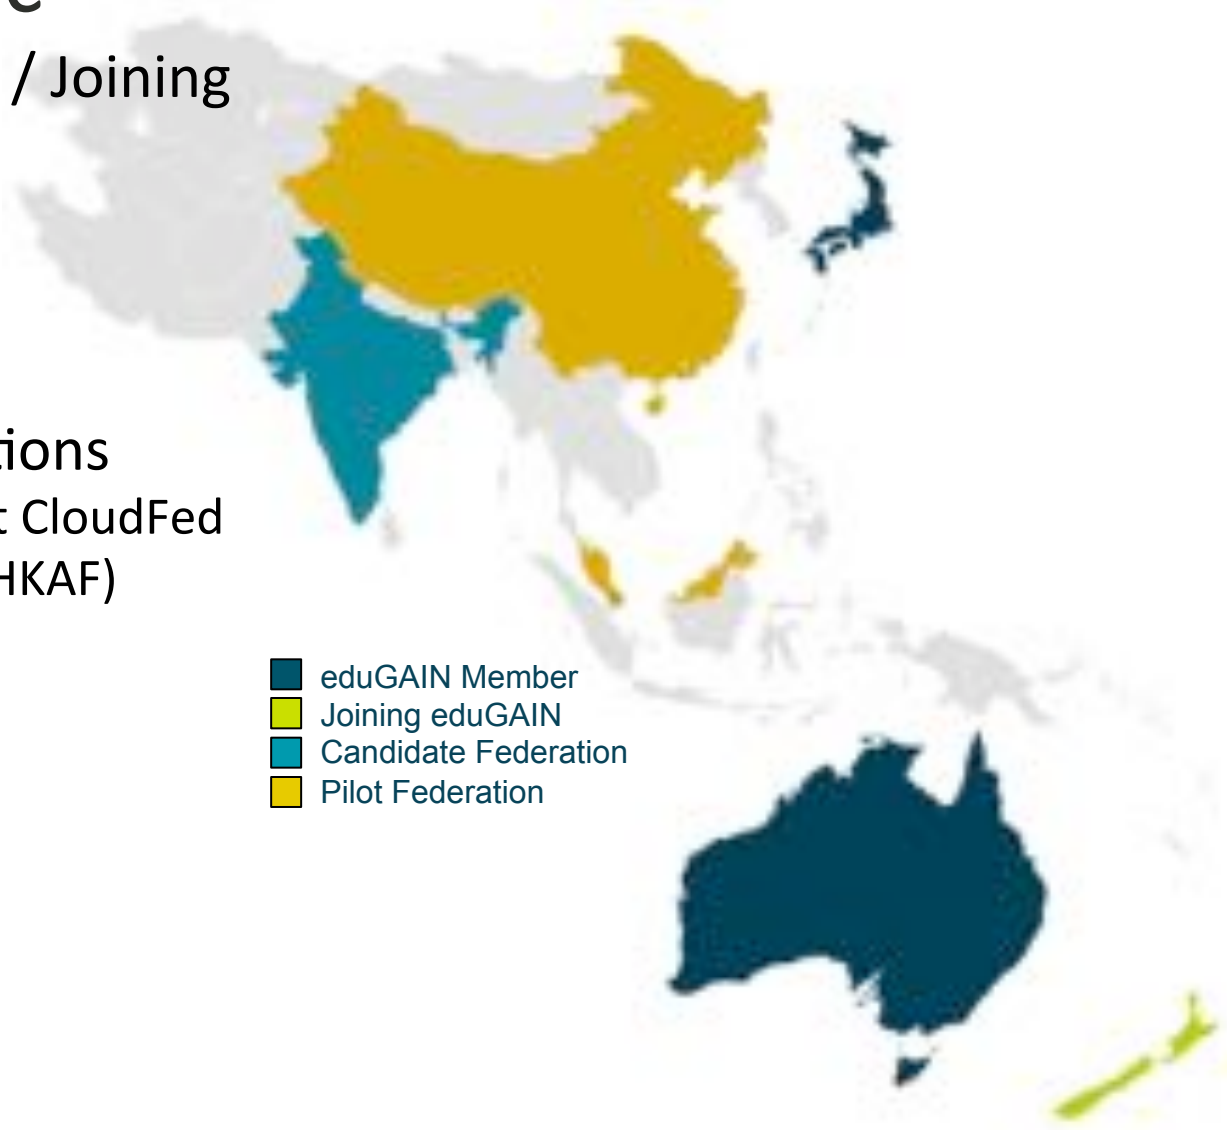 / Joining
tions
t CloudFed
HKAF)
eduGAIN Member
Joining eduGAIN
Candidate Federation
Pilot Federation